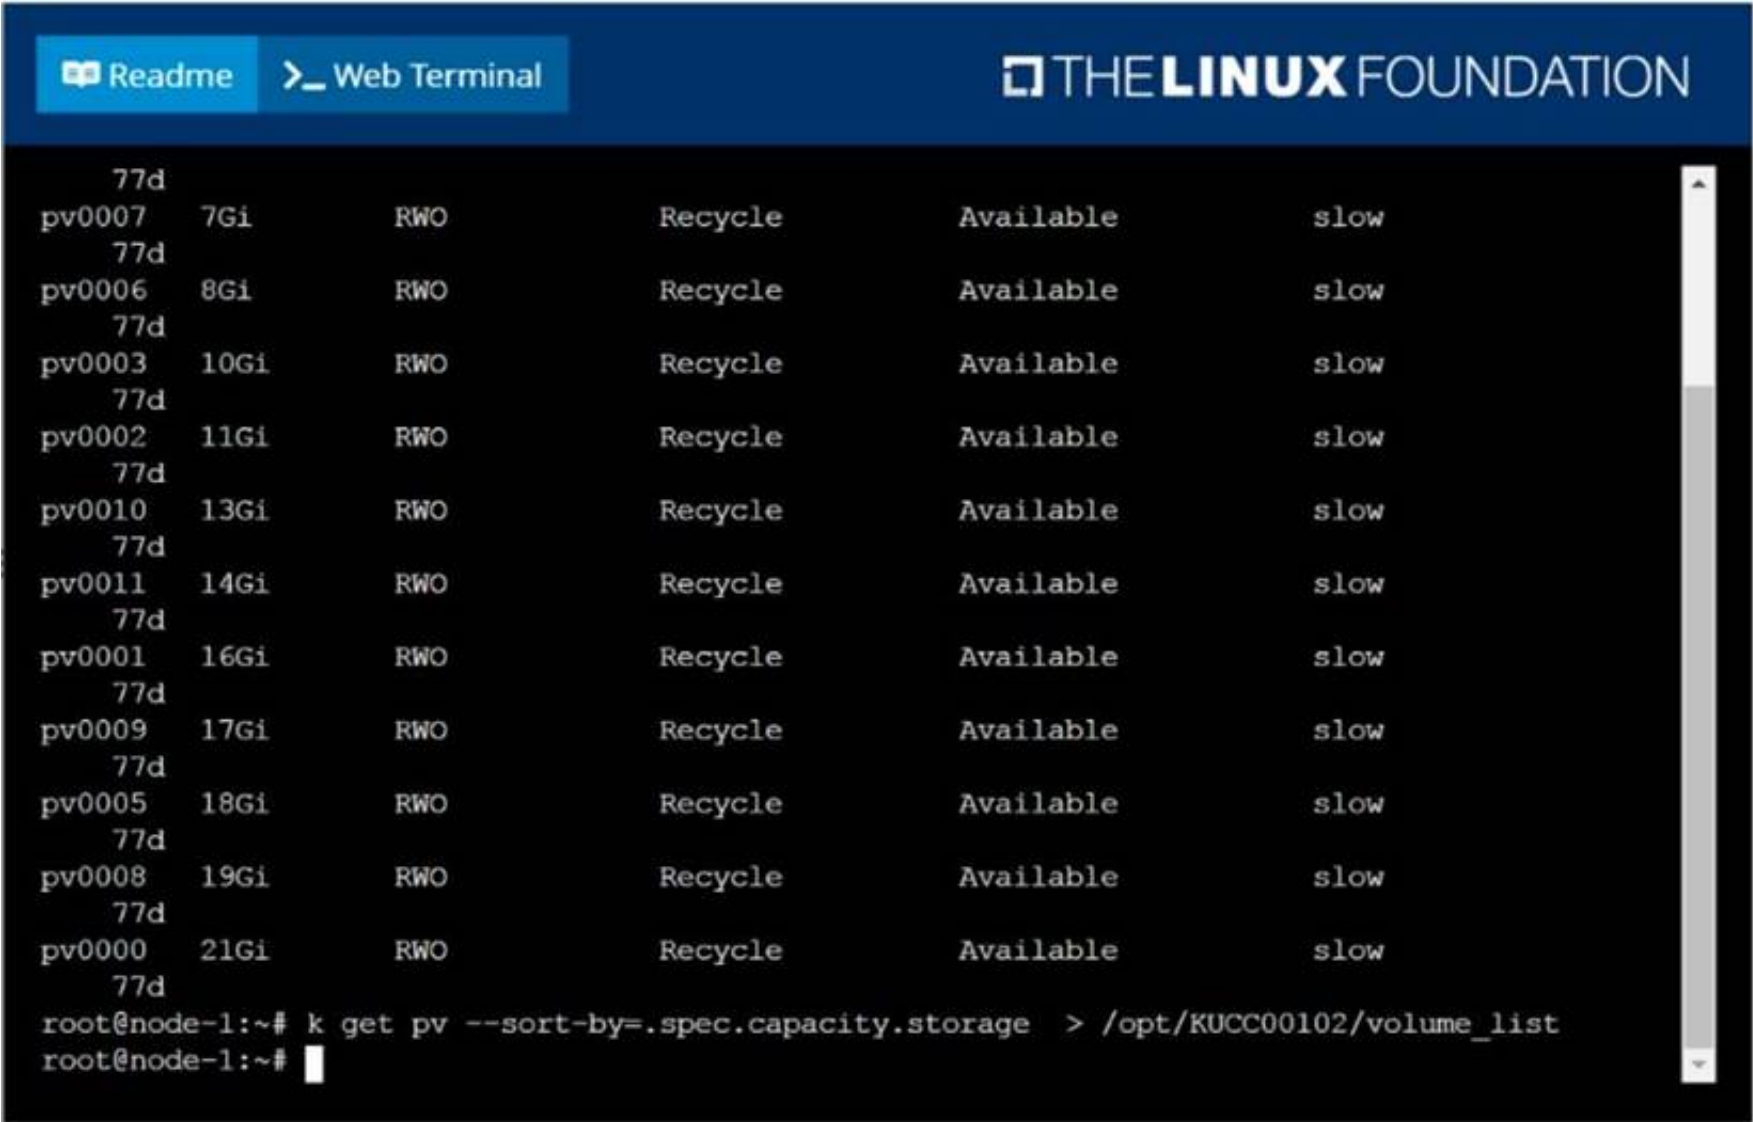 Readme >_ Web Terminal THE LINUX FOUNDATION
77d
pv0007 7Gi RWO Recycle Available slow
77d
pv0006 8Gi RWO Recycle Available slow
77d
pv0003 10Gi RWO Recycle Available slow
77d
pv0002 11Gi RWO Recycle Available slow
77d
pv0010 13Gi RWO Recycle Available slow
77d
pv0011 14Gi RWO Recycle Available slow
77d
pv0001 16Gi RWO Recycle Available slow
77d
pv0009 17Gi RWO Recycle Available slow
77d
pv0005 18Gi RWO Recycle Available slow
77d
pv0008 19Gi RWO Recycle Available slow
77d
pv0000 21Gi RWO Recycle Available slow
77d
root@node-1:~# k get pv --sort-by=.spec.capacity.storage > /opt/KUCC00102/volume_list
root@node-1:~#